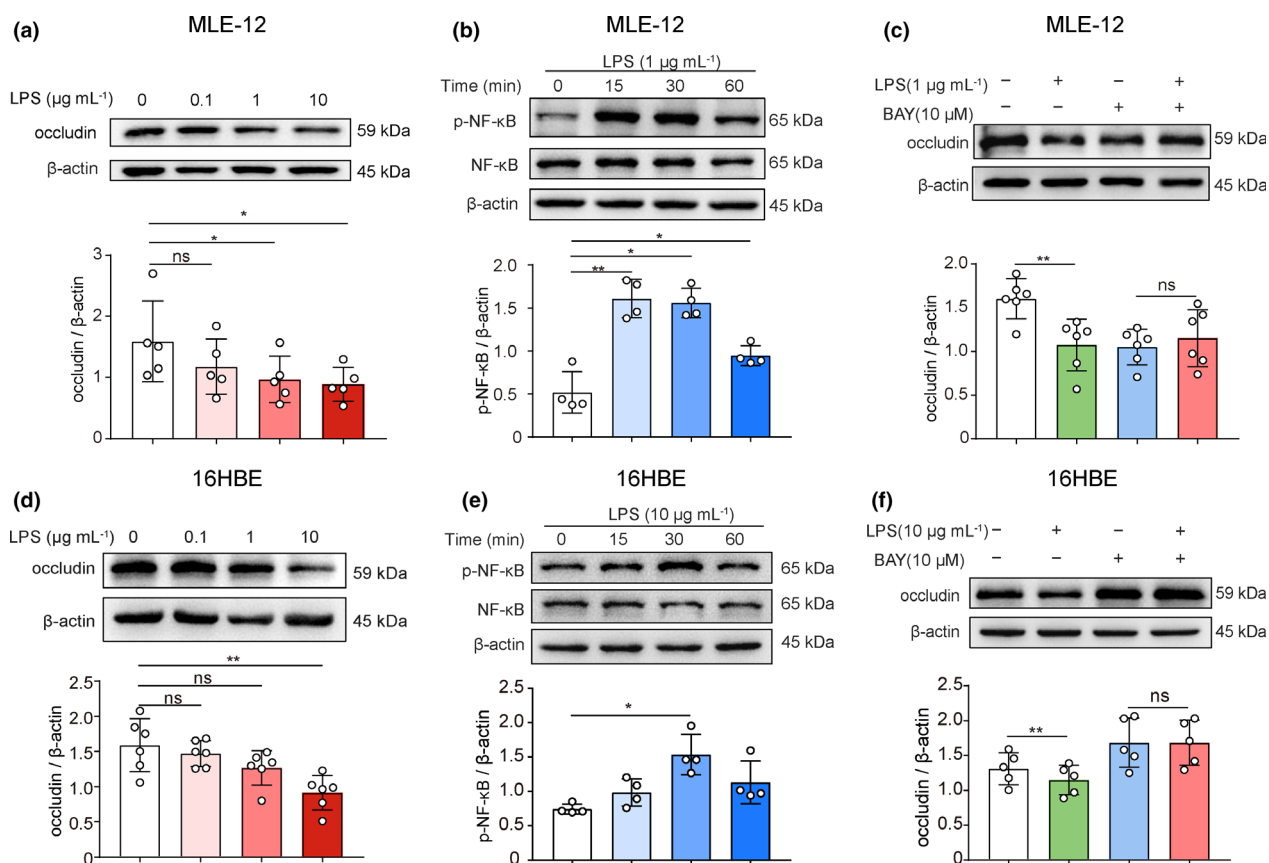 (a)
MLE-12
LPS (μg mL⁻¹) 0 0.1 1 10
occludin 59 kDa
β-actin 45 kDa
*
*
ns
occludin / β-actin
3
2
1
0
(b)
MLE-12
LPS (1 μg mL⁻¹)
Time (min) 0 15 30 60
p-NF-κB 65 kDa
NF-κB 65 kDa
β-actin 45 kDa
*
*
**
p-NF-κB / β-actin
2.0
1.5
1.0
0.5
0
(c)
MLE-12
LPS(1 μg mL⁻¹) − + − +
BAY(10 μM) − − + +
occludin 59 kDa
β-actin 45 kDa
** ns
occludin / β-actin
2.0
1.5
1.0
0.5
0
(d)
16HBE
LPS (μg mL⁻¹) 0 0.1 1 10
occludin 59 kDa
β-actin 45 kDa
**
ns
ns
occludin / β-actin
2.5
2.0
1.5
1.0
0.5
0
(e)
16HBE
LPS (10 μg mL⁻¹)
Time (min) 0 15 30 60
p-NF-κB 65 kDa
NF-κB 65 kDa
β-actin 45 kDa
*
p-NF-κB / β-actin
2.5
2.0
1.5
1.0
0.5
0
(f)
16HBE
LPS(10 μg mL⁻¹) − + − +
BAY(10 μM) − − + +
occludin 59 kDa
β-actin 45 kDa
** ns
occludin / β-actin
2.5
2.0
1.5
1.0
0.5
0